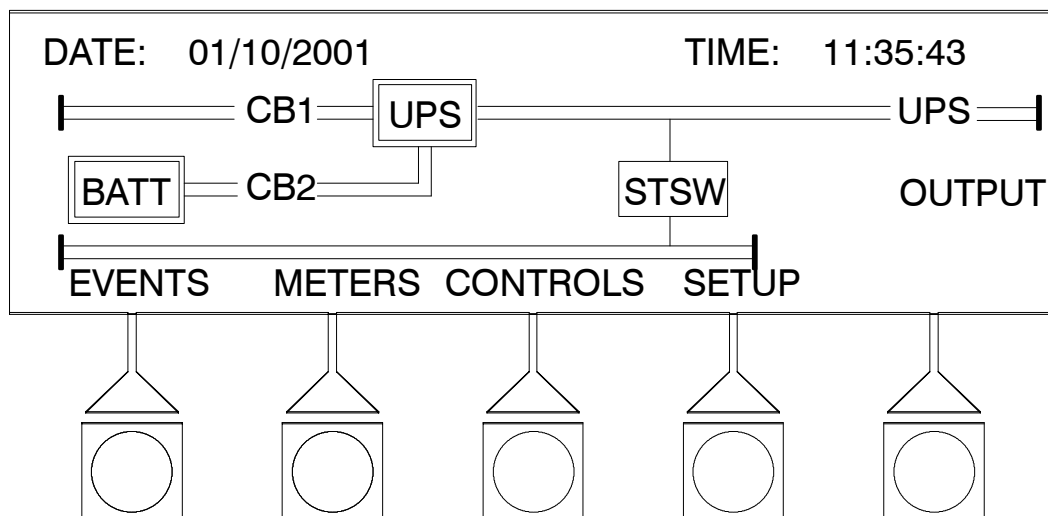 DATE: 01/10/2001 TIME: 11:35:43
CB1 UPS UPS
BATT CB2 STSW OUTPUT
EVENTS METERS CONTROLS SETUP